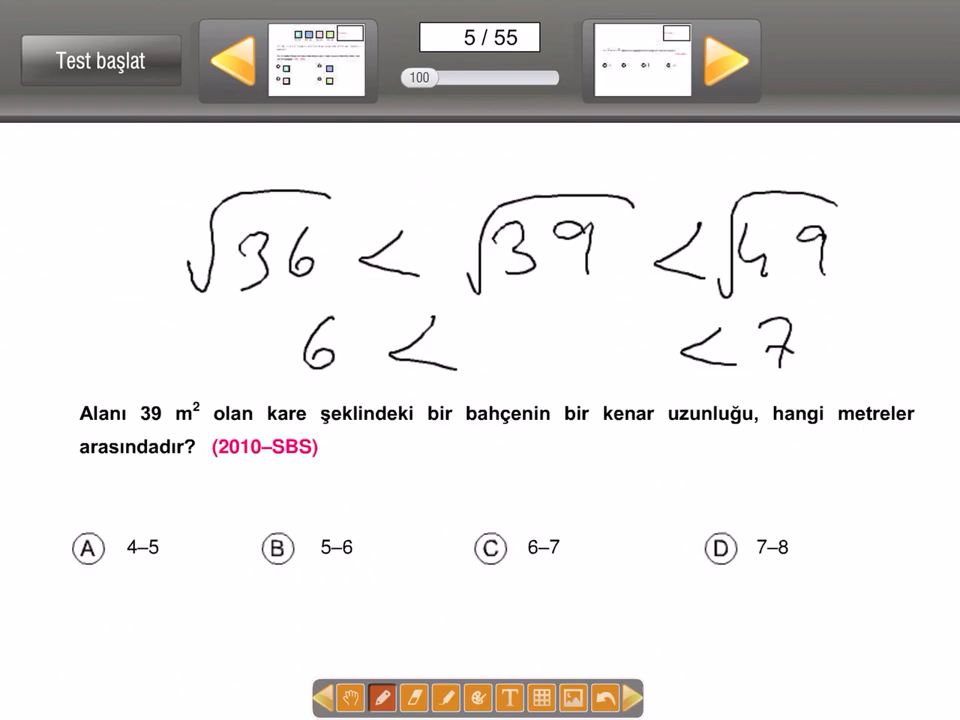 Test başlat
5 / 55
100
√36 < √39 < √49
6 < < 7
Alanı 39 m² olan kare şeklindeki bir bahçenin bir kenar uzunluğu, hangi metreler
arasındadır? (2010–SBS)
A 4–5 B 5–6 C 6–7 D 7–8
T